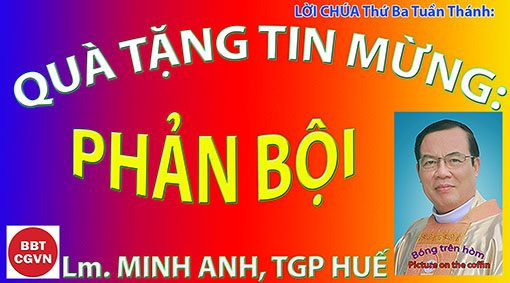 LỜI CHÚA Thứ Ba Tuần Thánh:
QUÀ TẶNG TIN MỪNG:
PHẢN BỘI
Bóng trên hòm
Picture on the coffin
BBT
CGVN
Lm. MINH ANH, TGP HUẾ